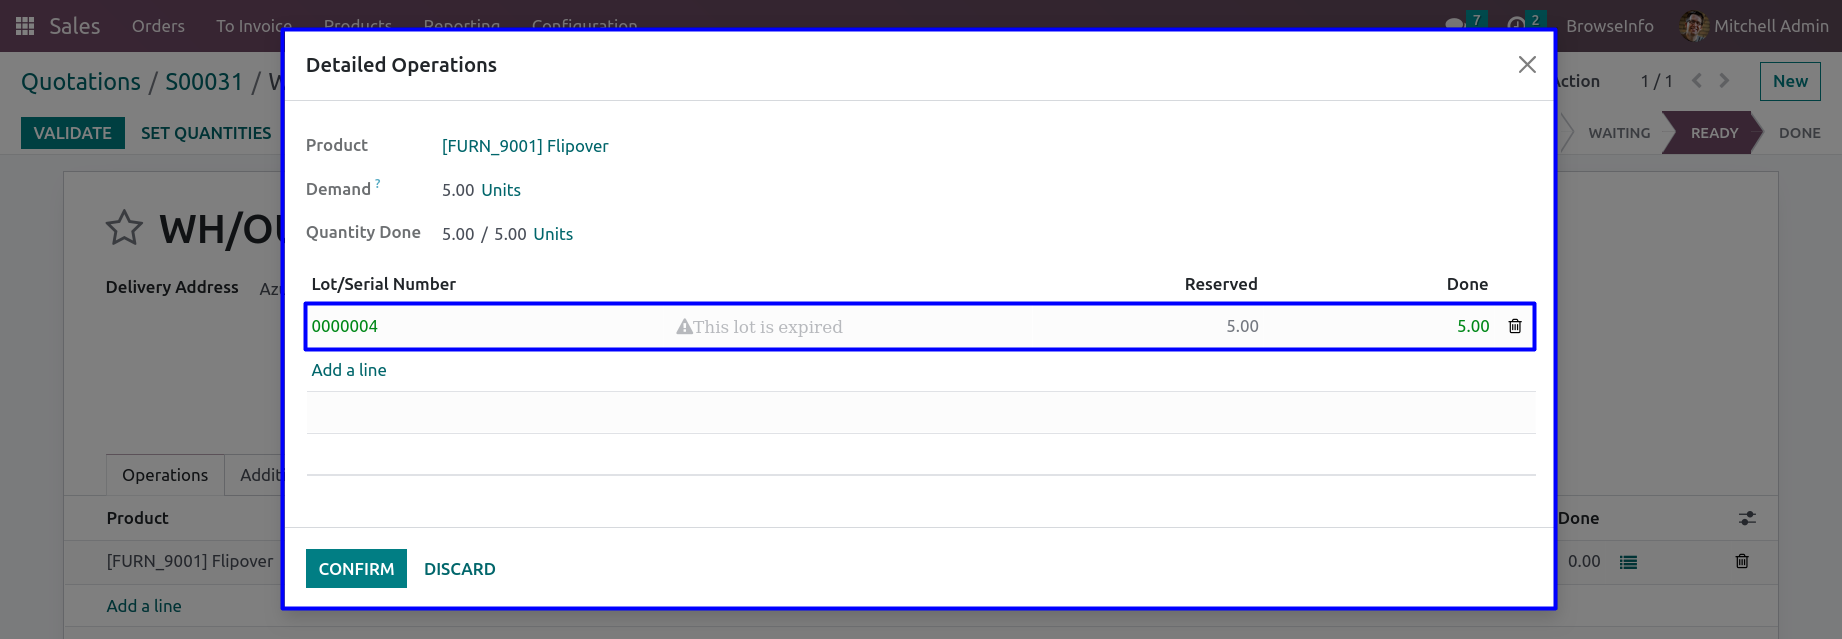 Sales Orders To Invoice Products Reporting Configuration 7 2 BrowseInfo Mitchell Admin
Detailed Operations
Quotations / S00031 / Action 1 / 1 New
VALIDATE SET QUANTITIES WAITING READY DONE
Product [FURN_9001] Flipover
Demand ? 5.00 Units
WH/OU
Quantity Done 5.00 / 5.00 Units
Delivery Address
Lot/Serial Number Reserved Done
0000004 This lot is expired 5.00 5.00
Add a line
Operations
Product Done
[FURN_9001] Flipover 0.00
CONFIRM DISCARD
Add a line